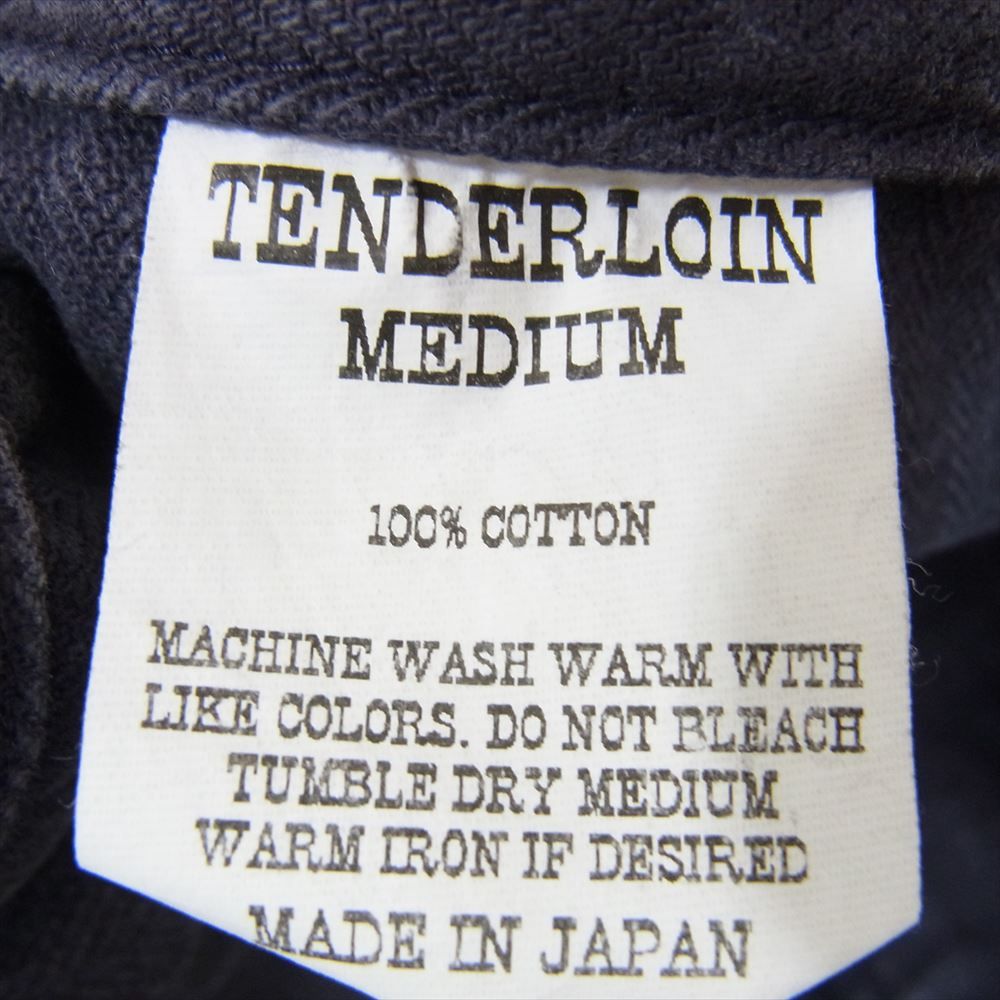 TENDERLOIN
MEDIUM
100% COTTON
MACHINE WASH WARM WITH
LIKE COLORS. DO NOT BLEACH
TUMBLE DRY MEDIUM
WARM IRON IF DESIRED
MADE IN JAPAN